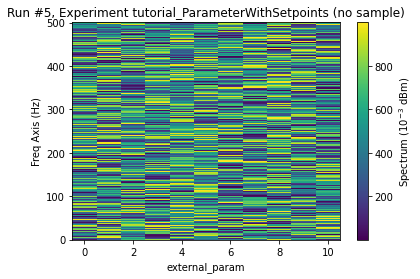 Run #5, Experiment tutorial_ParameterWithSetpoints (no sample)
500
400
300
200
100
0
Freq Axis (Hz)
0 2 4 6 8 10
external_param
800
600
400
200
Spectrum (10⁻³ dBm)